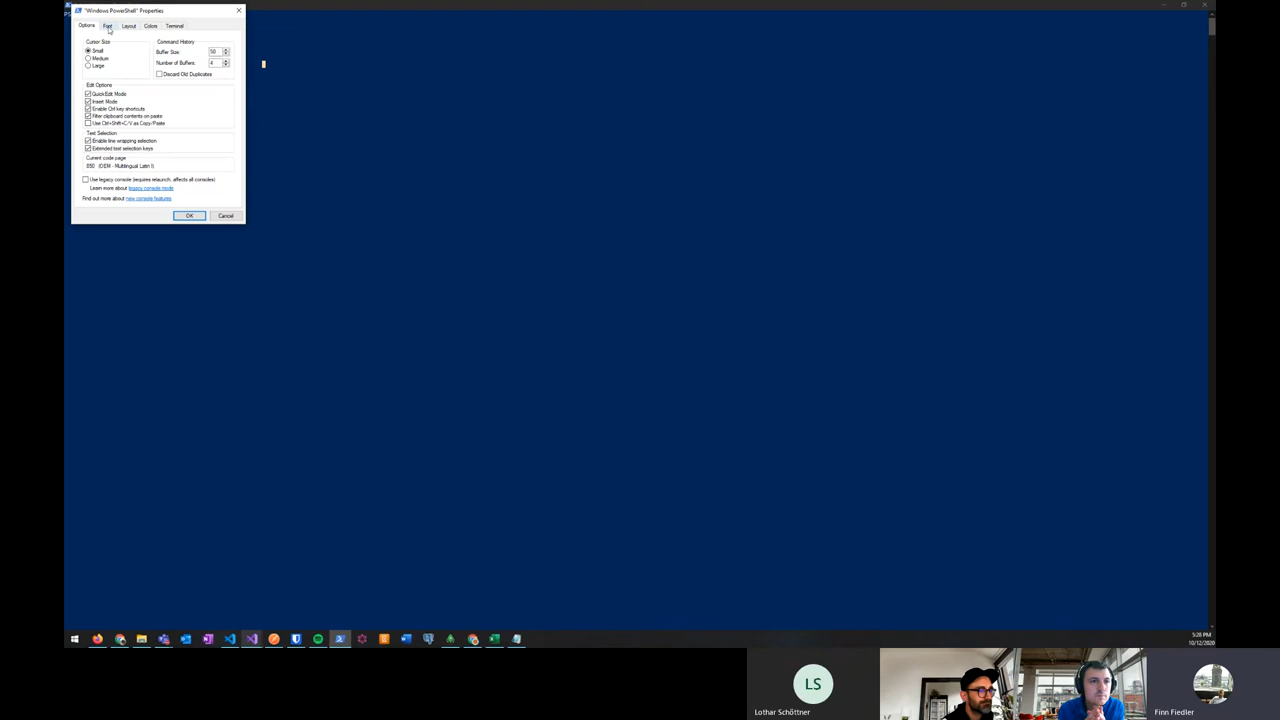 "Windows PowerShell" Properties
Options Font Layout Colors Terminal
Cursor Size
Small
Medium
Large
Command History
Buffer Size: 50
Number of Buffers: 4
Discard Old Duplicates
Edit Options
QuickEdit Mode
Insert Mode
Enable Ctrl key shortcuts
Filter clipboard contents on paste
Use Ctrl+Shift+C/V as Copy/Paste
Text Selection
Enable line wrapping selection
Extended text selection keys
Current code page
850 (OEM - Multilingual Latin I)
Use legacy console (requires relaunch, affects all consoles)
Learn more about legacy console mode
Find out more about new console features
OK Cancel
5:28 PM
LS
Lothar Schöttner
Finn Fiedler